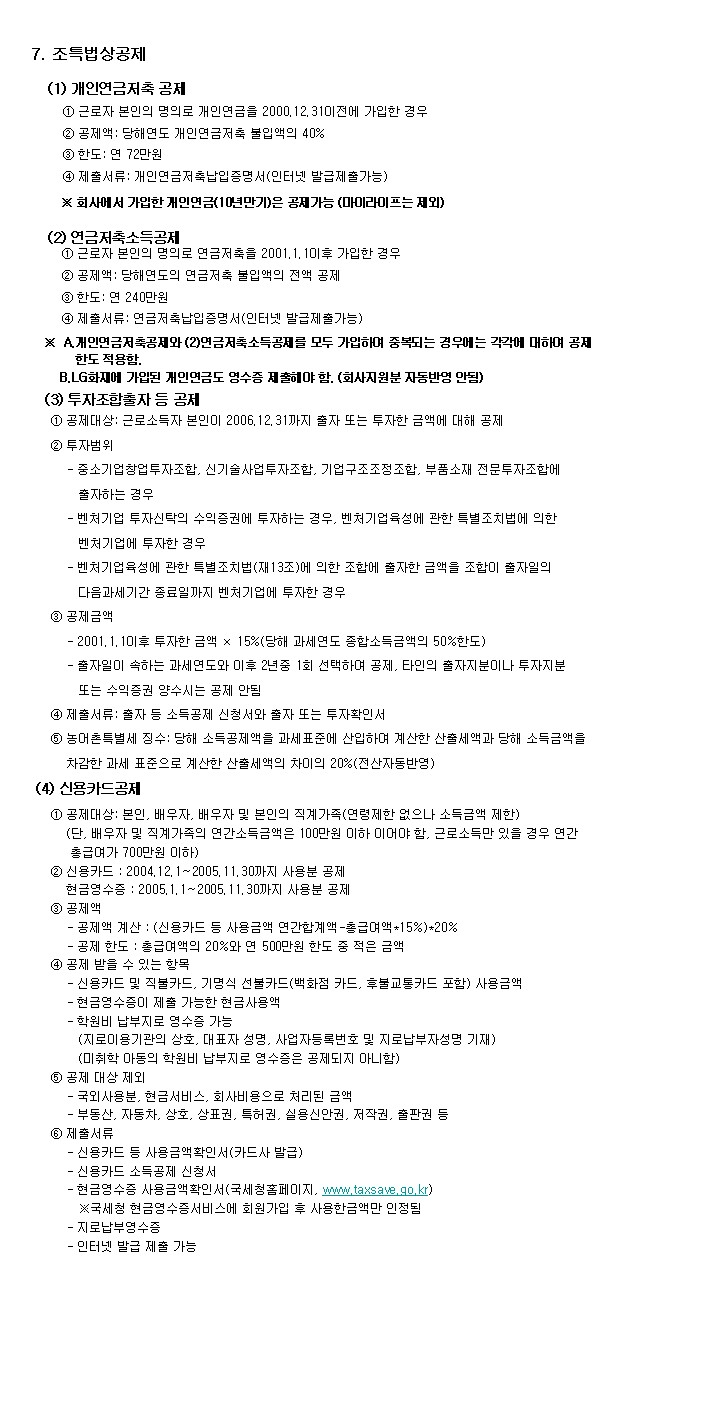 7. 조특법상공제
(1) 개인연금저축 공제
① 근로자 본인의 명의로 개인연금을 2000.12.31이전에 가입한 경우
② 공제액: 당해연도 개인연금저축 불입액의 40%
③ 한도: 연 72만원
④ 제출서류: 개인연금저축납입증명서(인터넷 발급제출가능)
※ 회사에서 가입한 개인연금(10년만기)은 공제가능 (마이라이프는 제외)
(2) 연금저축소득공제
① 근로자 본인의 명의로 연금저축을 2001.1.1이후 가입한 경우
② 공제액: 당해연도의 연금저축 불입액의 전액 공제
③ 한도: 연 240만원
④ 제출서류: 연금저축납입증명서(인터넷 발급제출가능)
※ A.개인연금저축공제와 (2)연금저축소득공제를 모두 가입하여 중복되는 경우에는 각각에 대하여 공제
한도 적용함.
B.LG화재에 가입된 개인연금도 영수증 제출해야 함. (회사지원분 자동반영 안됨)
(3) 투자조합출자 등 공제
① 공제대상: 근로소득자 본인이 2006.12.31까지 출자 또는 투자한 금액에 대해 공제
② 투자범위
- 중소기업창업투자조합, 신기술사업투자조합, 기업구조조정조합, 부품소재 전문투자조합에
출자하는 경우
- 벤처기업 투자신탁의 수익증권에 투자하는 경우, 벤처기업육성에 관한 특별조치법에 의한
벤처기업에 투자한 경우
- 벤처기업육성에 관한 특별조치법(재13조)에 의한 조합에 출자한 금액을 조합이 출자일의
다음과세기간 종료일까지 벤처기업에 투자한 경우
③ 공제금액
- 2001.1.1이후 투자한 금액 × 15%(당해 과세연도 종합소득금액의 50%한도)
- 출자일이 속하는 과세연도와 이후 2년중 1회 선택하여 공제, 타인의 출자지분이나 투자지분
또는 수익증권 양수시는 공제 안됨
④ 제출서류: 출자 등 소득공제 신청서와 출자 또는 투자확인서
⑤ 농어촌특별세 징수: 당해 소득공제액을 과세표준에 산입하여 계산한 산출세액과 당해 소득금액을
차감한 과세 표준으로 계산한 산출세액의 차이의 20%(전산자동반영)
(4) 신용카드공제
① 공제대상: 본인, 배우자, 배우자 및 본인의 직계가족(연령제한 없으나 소득금액 제한)
(단, 배우자 및 직계가족의 연간소득금액은 100만원 이하 이어야 함, 근로소득만 있을 경우 연간
총급여가 700만원 이하)
② 신용카드 : 2004.12.1~2005.11.30까지 사용분 공제
현금영수증 : 2005.1.1~2005.11.30까지 사용분 공제
③ 공제액
- 공제액 계산 : (신용카드 등 사용금액 연간합계액-총급여액*15%)*20%
- 공제 한도 : 총급여액의 20%와 연 500만원 한도 중 적은 금액
④ 공제 받을 수 있는 항목
- 신용카드 및 직불카드, 기명식 선불카드(백화점 카드, 후불교통카드 포함) 사용금액
- 현금영수증이 제출 가능한 현금사용액
- 학원비 납부지로 영수증 가능
(지로이용기관의 상호, 대표자 성명, 사업자등록번호 및 지로납부자성명 기재)
(미취학 아동의 학원비 납부지로 영수증은 공제되지 아니함)
⑤ 공제 대상 제외
- 국외사용분, 현금서비스, 회사비용으로 처리된 금액
- 부동산, 자동차, 상호, 상표권, 특허권, 실용신안권, 저작권, 출판권 등
⑥ 제출서류
- 신용카드 등 사용금액확인서(카드사 발급)
- 신용카드 소득공제 신청서
- 현금영수증 사용금액확인서(국세청홈페이지, www.taxsave.go.kr)
※국세청 현금영수증서비스에 회원가입 후 사용한금액만 인정됨
- 지로납부영수증
- 인터넷 발급 제출 가능